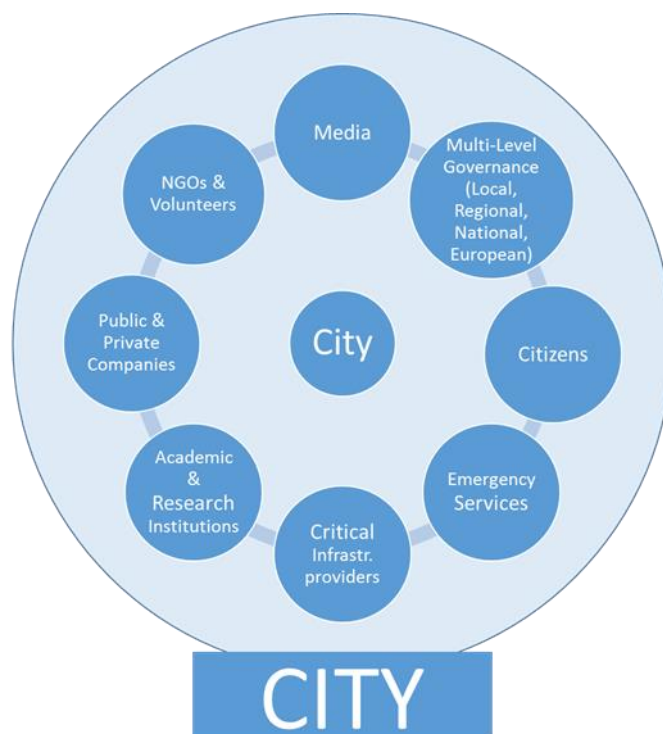 Media
Multi-Level
Governance
(Local,
Regional,
National,
European)
NGOs &
Volunteers
Public &
Private
Companies
City
Citizens
Academic
&
Research
Institutions
Emergency
Services
Critical
Infrastr.
providers
CITY